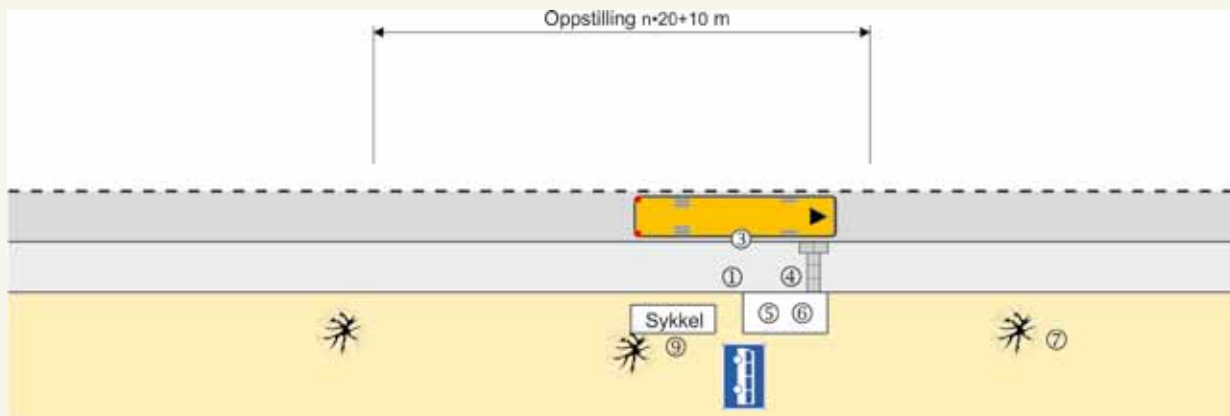 Oppstilling n•20+10 m
③
① ④
⑤ ⑥
Sykkel
⑦
⑨